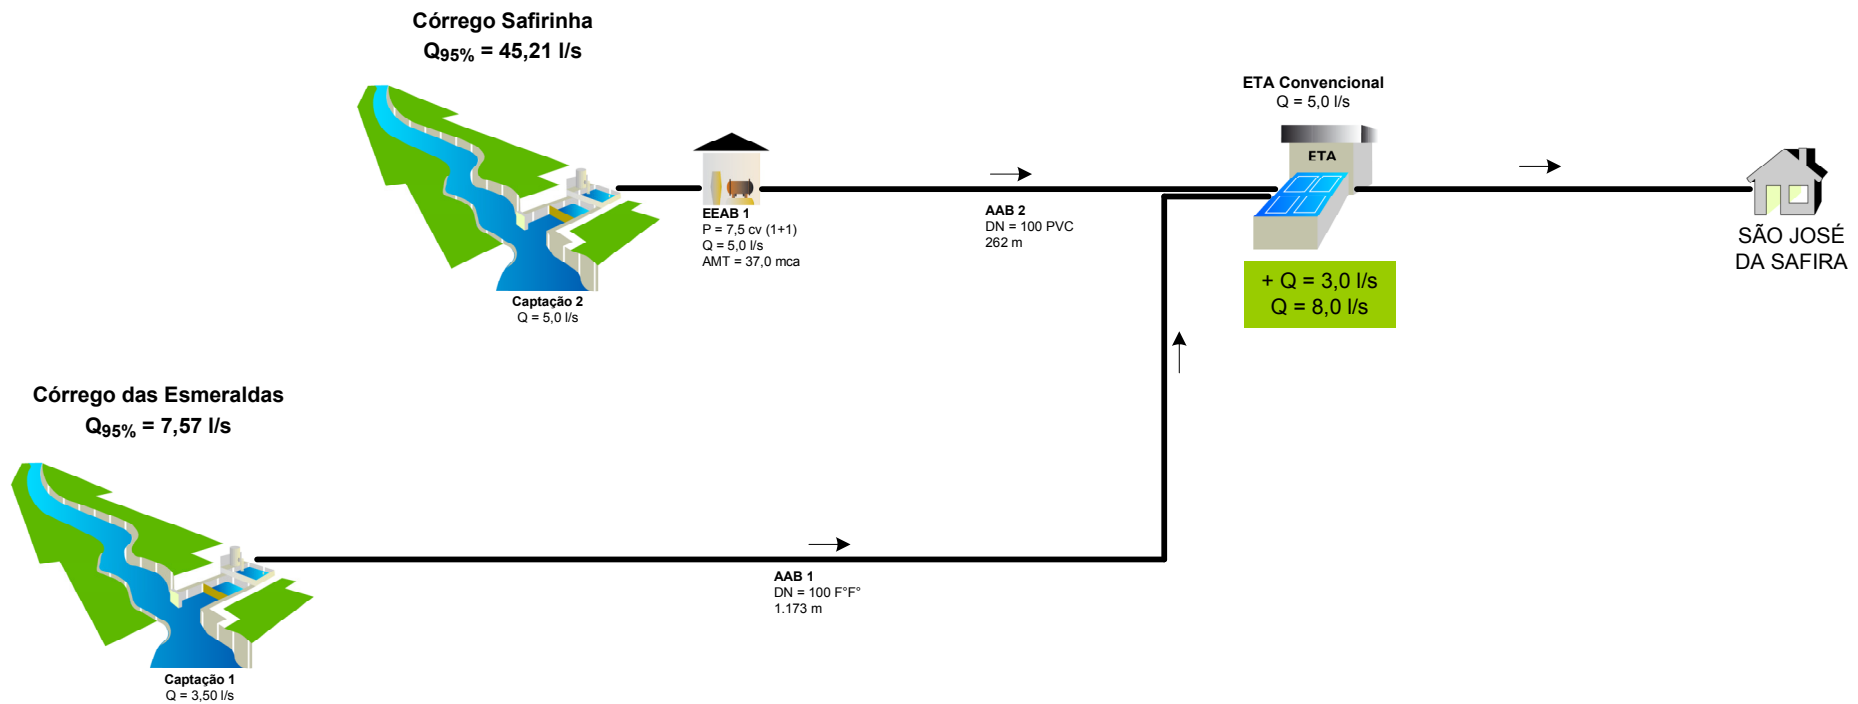 Córrego Safirinha
Q95% = 45,21 l/s
ETA Convencional
Q = 5,0 l/s
ETA
EEAB 1
P = 7,5 cv (1+1)
Q = 5,0 l/s
AMT = 37,0 mca
AAB 2
DN = 100 PVC
262 m
SÃO JOSÉ
DA SAFIRA
+ Q = 3,0 l/s
Q = 8,0 l/s
Captação 2
Q = 5,0 l/s
Córrego das Esmeraldas
Q95% = 7,57 l/s
AAB 1
DN = 100 F°F°
1.173 m
Captação 1
Q = 3,50 l/s